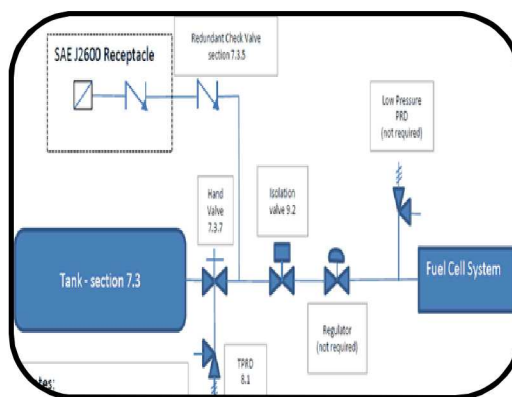 SAE J2600 Receptacle
Redundant Check Valve
section 7.3.5
Low Pressure
PRD
(not required)
Hand
Valve
7.3.7
Isolation
valve 9.2
Tank - section 7.3
Fuel Cell System
Regulator
(not required)
TPRD
8.1